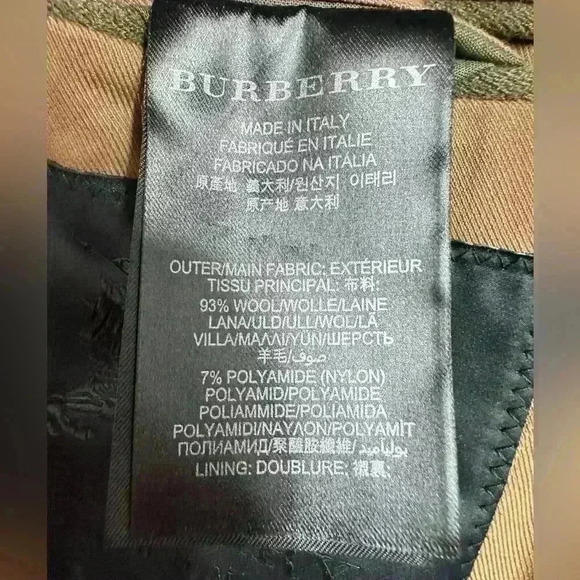 BURBERRY
MADE IN ITALY
FABRIQUÉ EN ITALIE
FABRICADO NA ITALIA
原產地 義大利/원산지 이태리
原产地 意大利
OUTER/MAIN FABRIC: EXTÉRIEUR
TISSU PRINCIPAL: 布料:
93% WOOL/WOLLE/LAINE
LANA/ULD/ULL/WOL/LÃ
VILLA/ΜΑΛΛΙ/YÜN/ШЕРСТЬ
羊毛/صوف/
7% POLYAMIDE (NYLON)
POLYAMID/POLYAMIDE
POLIAMMIDE/POLIAMIDA
POLYAMIDI/ΝΑΥΛΟΝ/POLYAMİT
ПОЛИАМИД/聚醯胺纖維/بولياميد/
LINING: DOUBLURE: 襯裏: